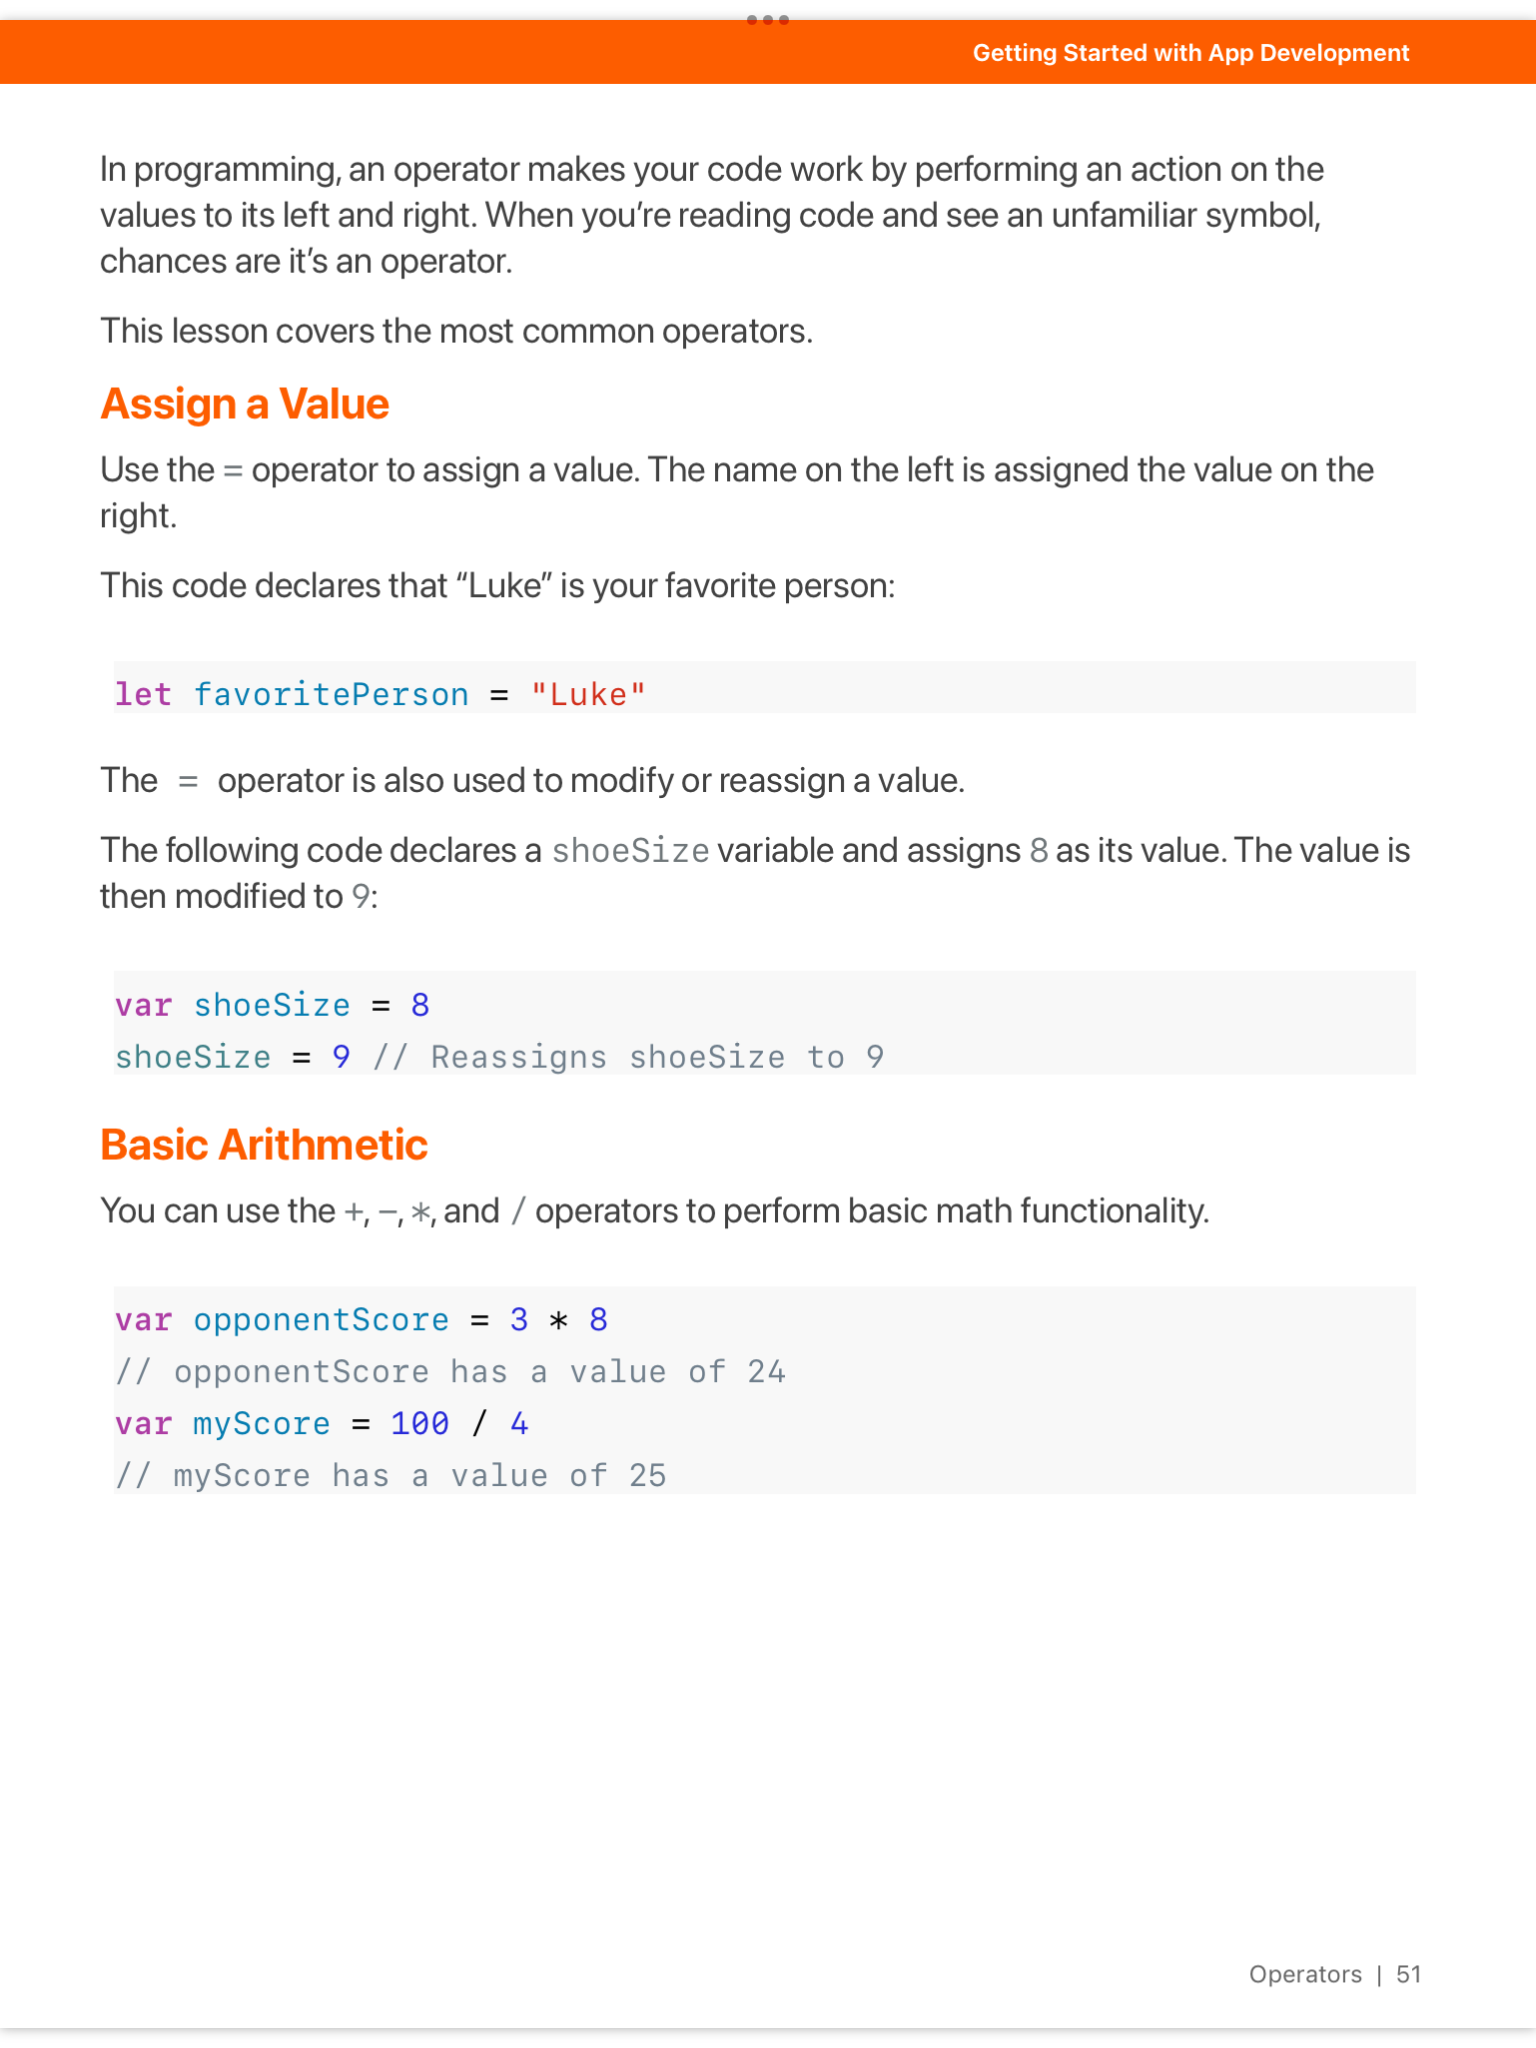 Getting Started with App Development
In programming, an operator makes your code work by performing an action on the
values to its left and right. When you’re reading code and see an unfamiliar symbol,
chances are it’s an operator.
This lesson covers the most common operators.
Assign a Value
Use the = operator to assign a value. The name on the left is assigned the value on the
right.
This code declares that “Luke” is your favorite person:
let favoritePerson = "Luke"
The = operator is also used to modify or reassign a value.
The following code declares a shoeSize variable and assigns 8 as its value. The value is
then modified to 9:
var shoeSize = 8
shoeSize = 9 // Reassigns shoeSize to 9
Basic Arithmetic
You can use the +, −, *, and / operators to perform basic math functionality.
var opponentScore = 3 * 8
// opponentScore has a value of 24
var myScore = 100 / 4
// myScore has a value of 25
Operators | 51